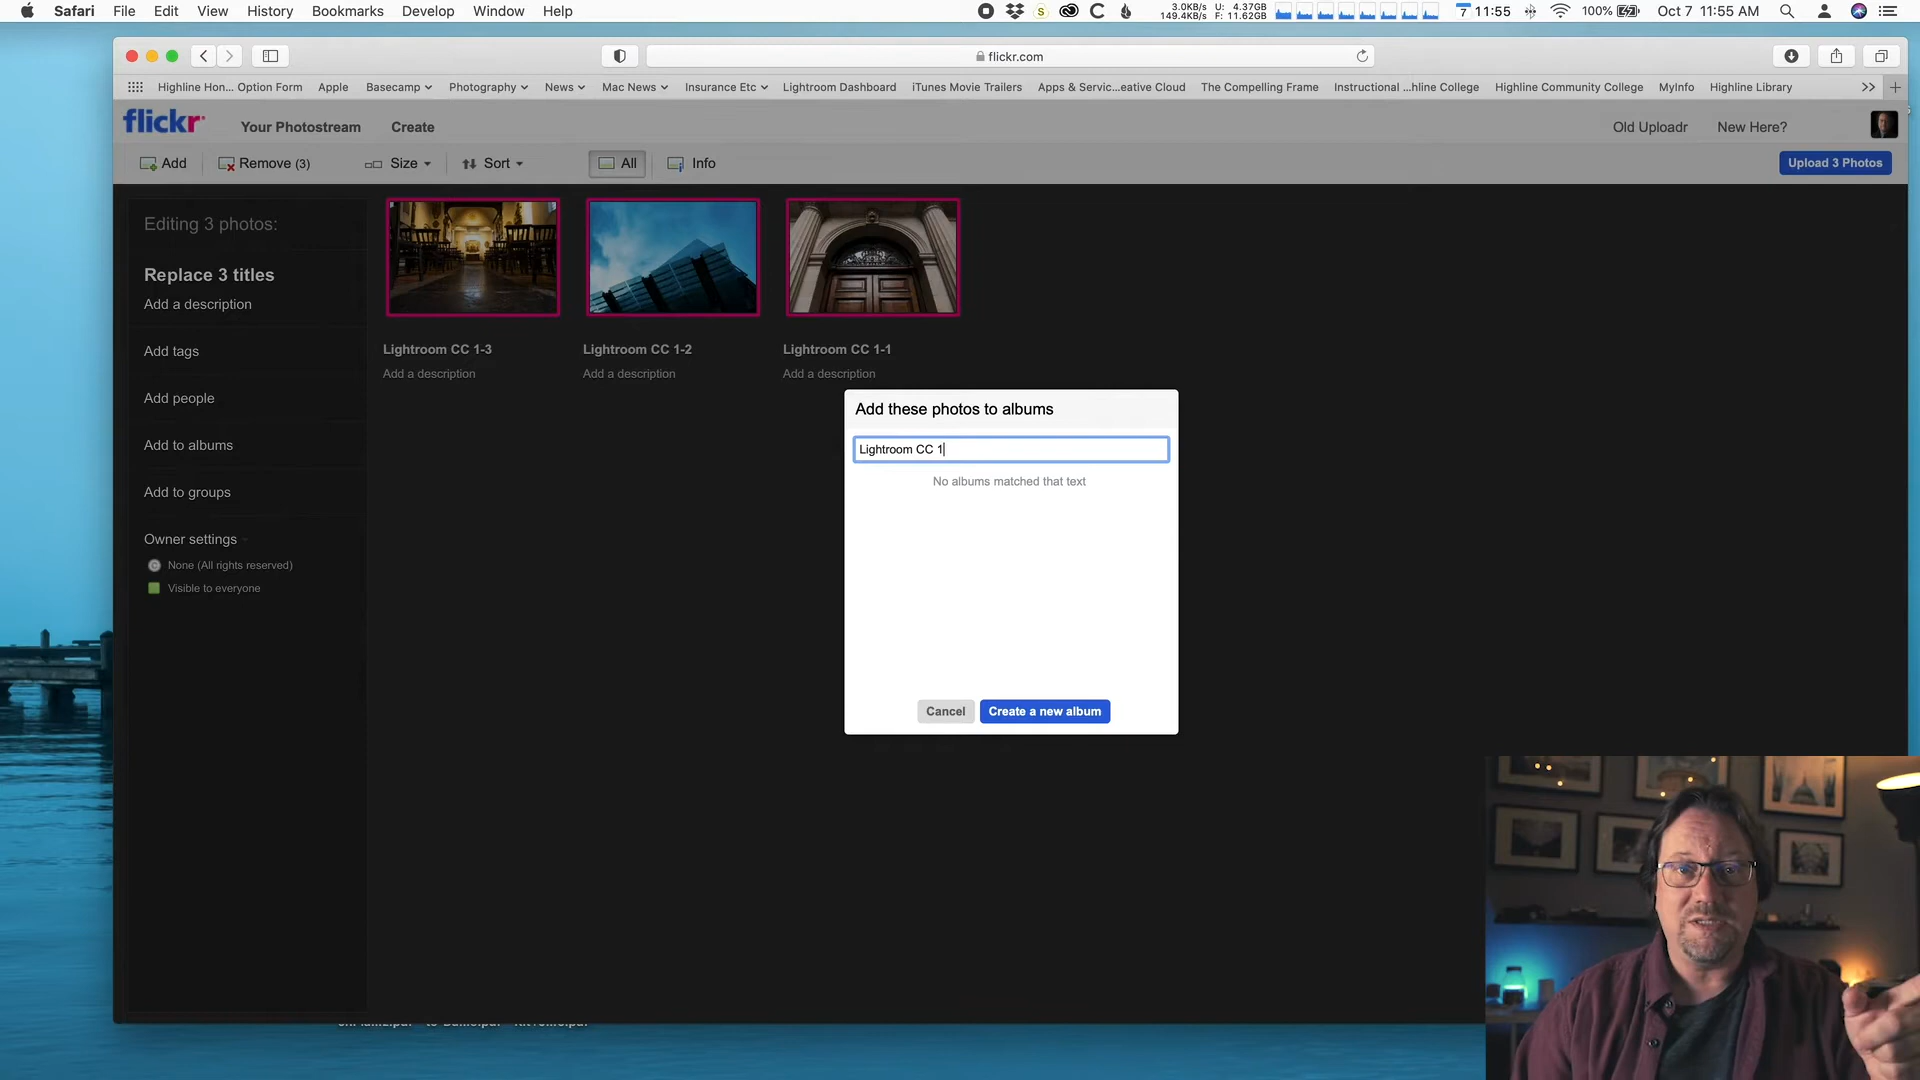 Safari File Edit View History Bookmarks Develop Window Help
3.0KB/s U: 4.37GB
149.4KB/s F: 11.62GB
7 11:55 100% Oct 7 11:55 AM
flickr.com
Highline Hon... Option Form Apple Basecamp Photography News Mac News Insurance Etc Lightroom Dashboard iTunes Movie Trailers Apps & Servic...eative Cloud The Compelling Frame Instructional ...hline College Highline Community College MyInfo Highline Library >> +
flickr Your Photostream Create Old Uploadr New Here?
Add Remove (3) Size Sort All Info Upload 3 Photos
Editing 3 photos:
Replace 3 titles
Add a description
Add tags
Add people
Add to albums
Add to groups
Owner settings
None (All rights reserved)
Visible to everyone
Lightroom CC 1-3 Lightroom CC 1-2 Lightroom CC 1-1
Add a description Add a description Add a description
Add these photos to albums
Lightroom CC 1
No albums matched that text
Cancel Create a new album